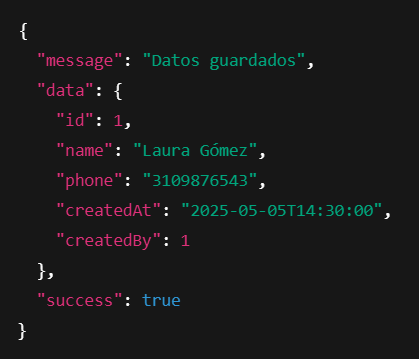 {
  "message": "Datos guardados",
  "data": {
    "id": 1,
    "name": "Laura Gómez",
    "phone": "3109876543",
    "createdAt": "2025-05-05T14:30:00",
    "createdBy": 1
  },
  "success": true
}